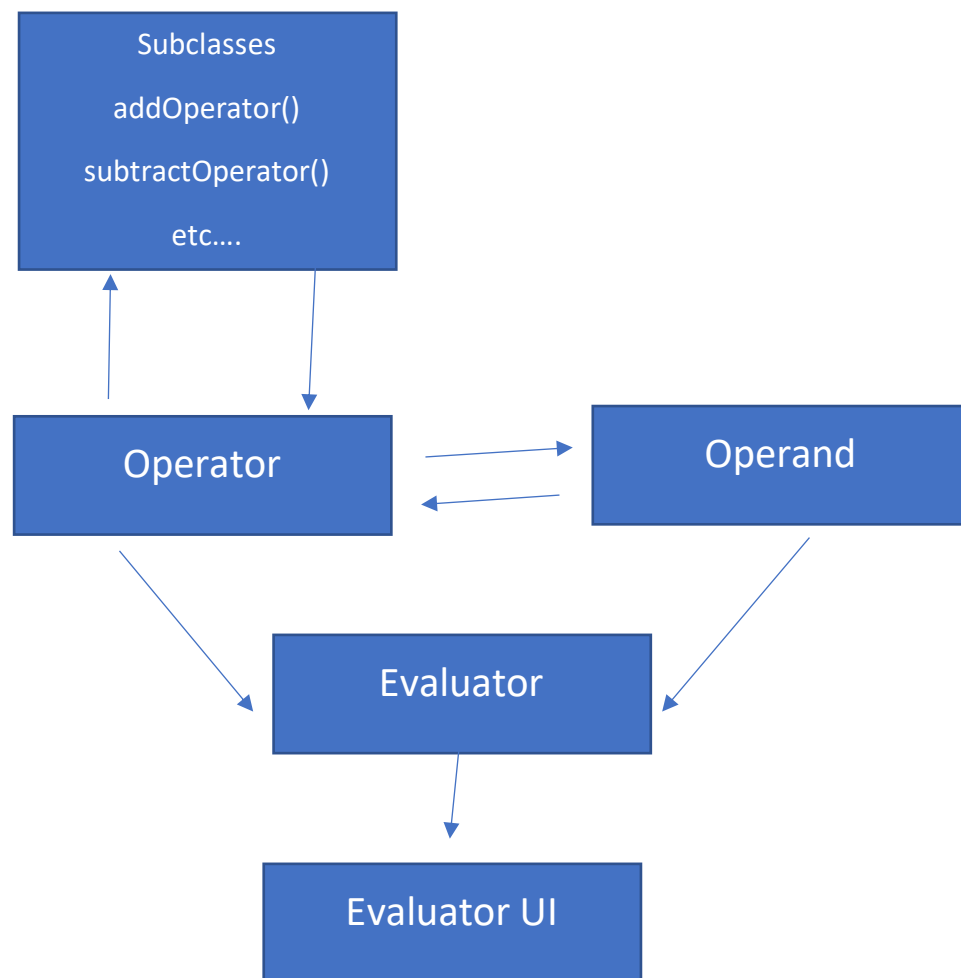 Subclasses
addOperator()
subtractOperator()
etc….
Operator
Operand
Evaluator
Evaluator UI